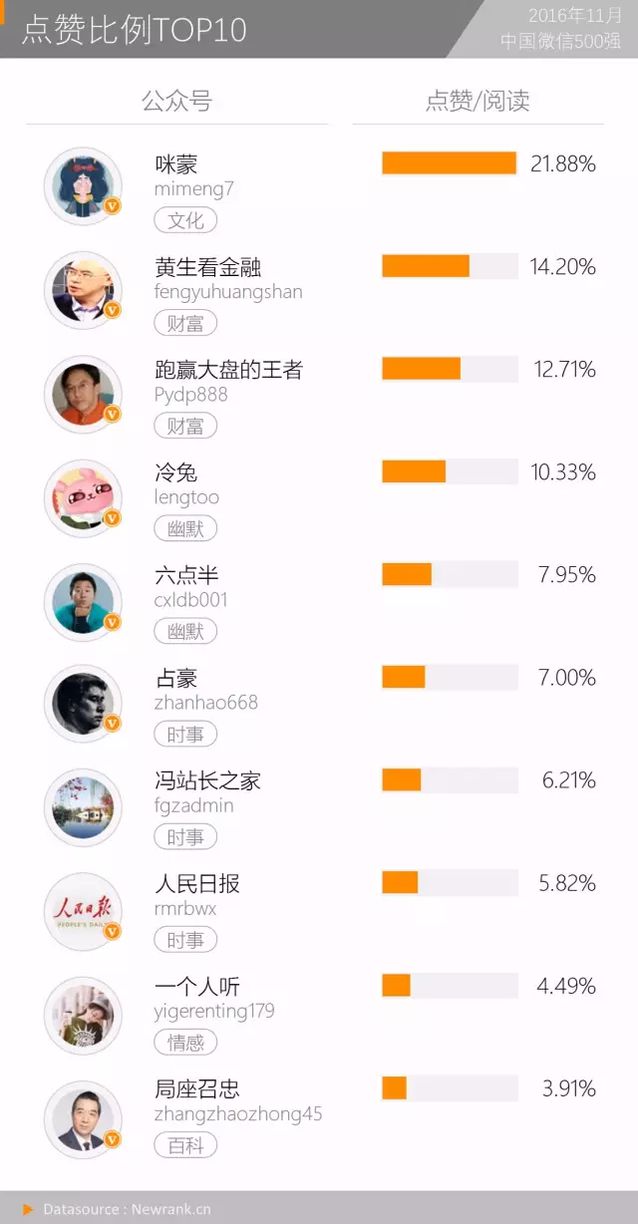 点赞比例TOP10
2016年11月
中国微信500强
公众号
点赞/阅读
咪蒙
21.88%
mimeng7
文化
黄生看金融
14.20%
fengyuhuangshan
财富
跑赢大盘的王者
12.71%
Pydp888
财富
冷兔
10.33%
lengtoo
幽默
六点半
7.95%
cxldb001
幽默
占豪
7.00%
zhanhao668
时事
冯站长之家
6.21%
fgzadmin
时事
人民日报
5.82%
人民日报
PEOPLE'S DAILY
rmrbwx
时事
一个人听
4.49%
yigerenting179
情感
局座召忠
3.91%
zhangzhaozhong45
百科
Datasource : Newrank.cn